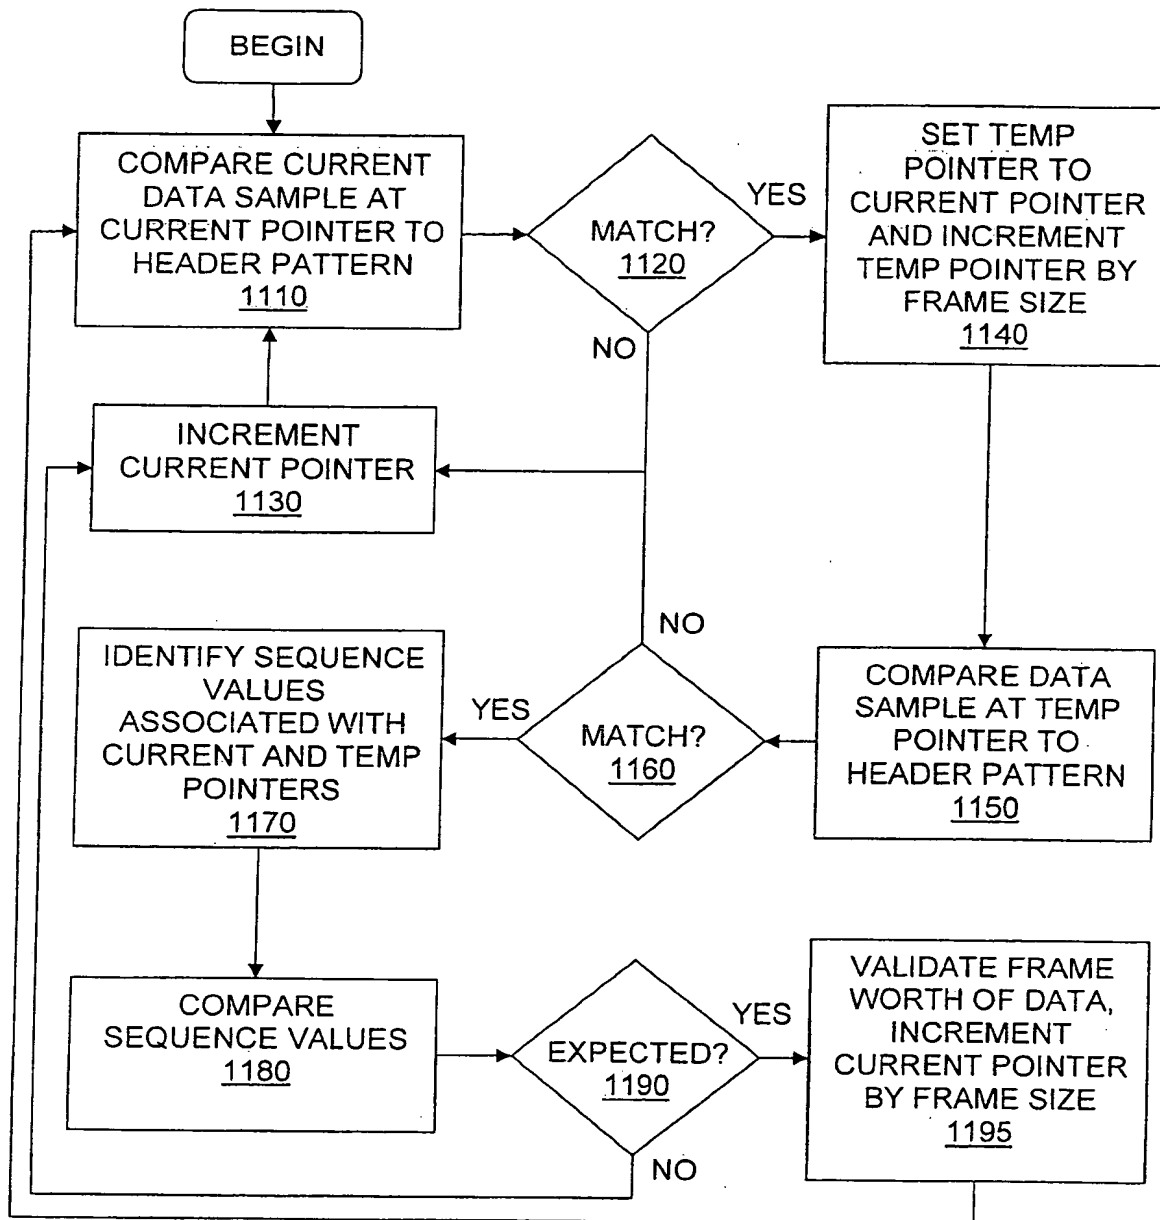 BEGIN
COMPARE CURRENT
DATA SAMPLE AT
CURRENT POINTER TO
HEADER PATTERN
1110
MATCH?
1120
YES
NO
SET TEMP
POINTER TO
CURRENT POINTER
AND INCREMENT
TEMP POINTER BY
FRAME SIZE
1140
INCREMENT
CURRENT POINTER
1130
COMPARE DATA
SAMPLE AT TEMP
POINTER TO
HEADER PATTERN
1150
NO
MATCH?
1160
YES
IDENTIFY SEQUENCE
VALUES
ASSOCIATED WITH
CURRENT AND TEMP
POINTERS
1170
COMPARE
SEQUENCE VALUES
1180
EXPECTED?
1190
YES
NO
VALIDATE FRAME
WORTH OF DATA,
INCREMENT
CURRENT POINTER
BY FRAME SIZE
1195